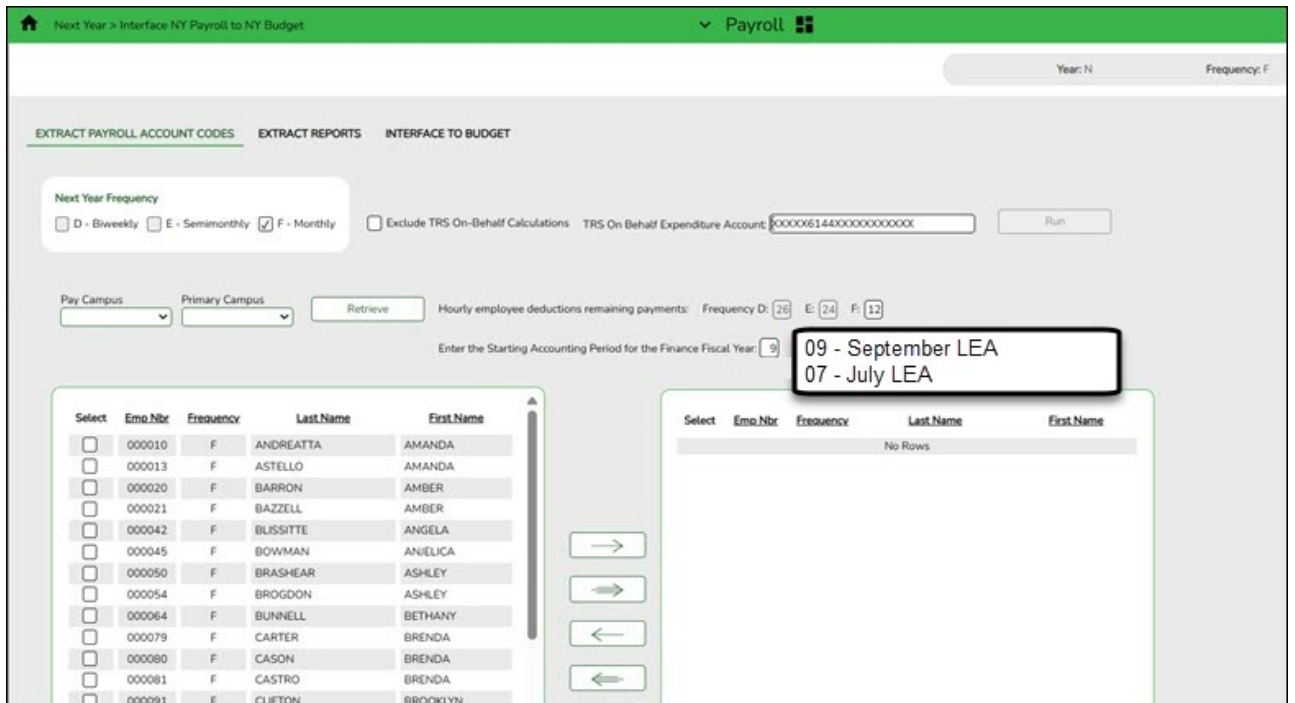 Next Year > Interface NY Payroll to NY Budget
Payroll
Year: N Frequency: F
EXTRACT PAYROLL ACCOUNT CODES EXTRACT REPORTS INTERFACE TO BUDGET
Next Year Frequency
D - Biweekly E - Semimonthly F - Monthly Exclude TRS On-Behalf Calculations TRS On Behalf Expenditure Account: XXXXX6144XXXXXXXXXXX Run
Pay Campus Primary Campus
Retrieve Hourly employee deductions remaining payments: Frequency D: 26 E: 24 F: 12
Enter the Starting Accounting Period for the Finance Fiscal Year: 9
09 - September LEA
07 - July LEA
Select Emp Nbr Frequency Last Name First Name
000010 F ANDREATTA AMANDA
000013 F ASTELLO AMANDA
000020 F BARRON AMBER
000021 F BAZZELL AMBER
000042 F BLISSITTE ANGELA
000045 F BOWMAN ANJELICA
000050 F BRASHEAR ASHLEY
000054 F BROGDON ASHLEY
000064 F BUNNELL BETHANY
000079 F CARTER BRENDA
000080 F CASON BRENDA
000081 F CASTRO BRENDA
000091 F CLIFTON BROOKLYN
Select Emp Nbr Frequency Last Name First Name
No Rows